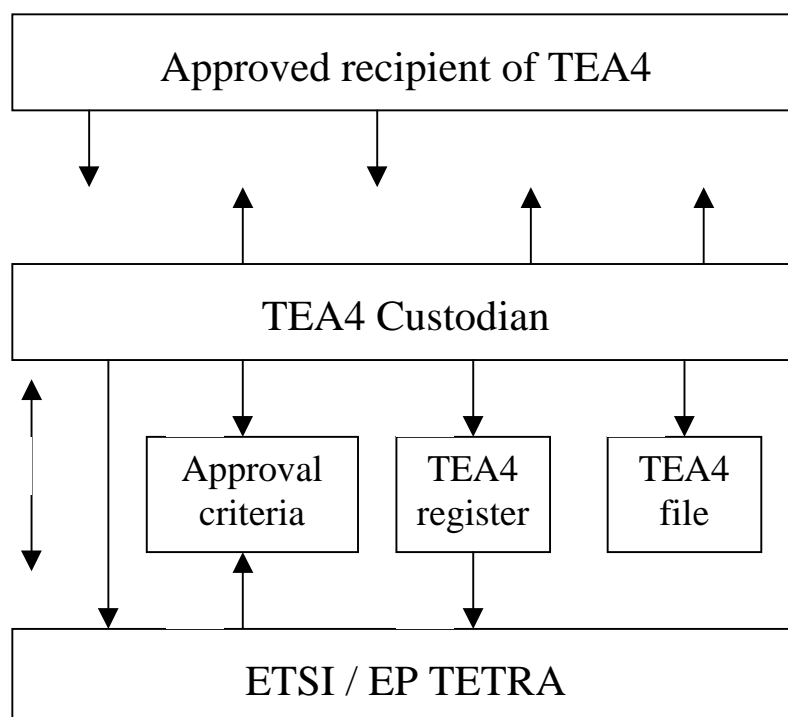 Approved recipient of TEA4
TEA4 Custodian
Approval
criteria
TEA4
register
TEA4
file
ETSI / EP TETRA